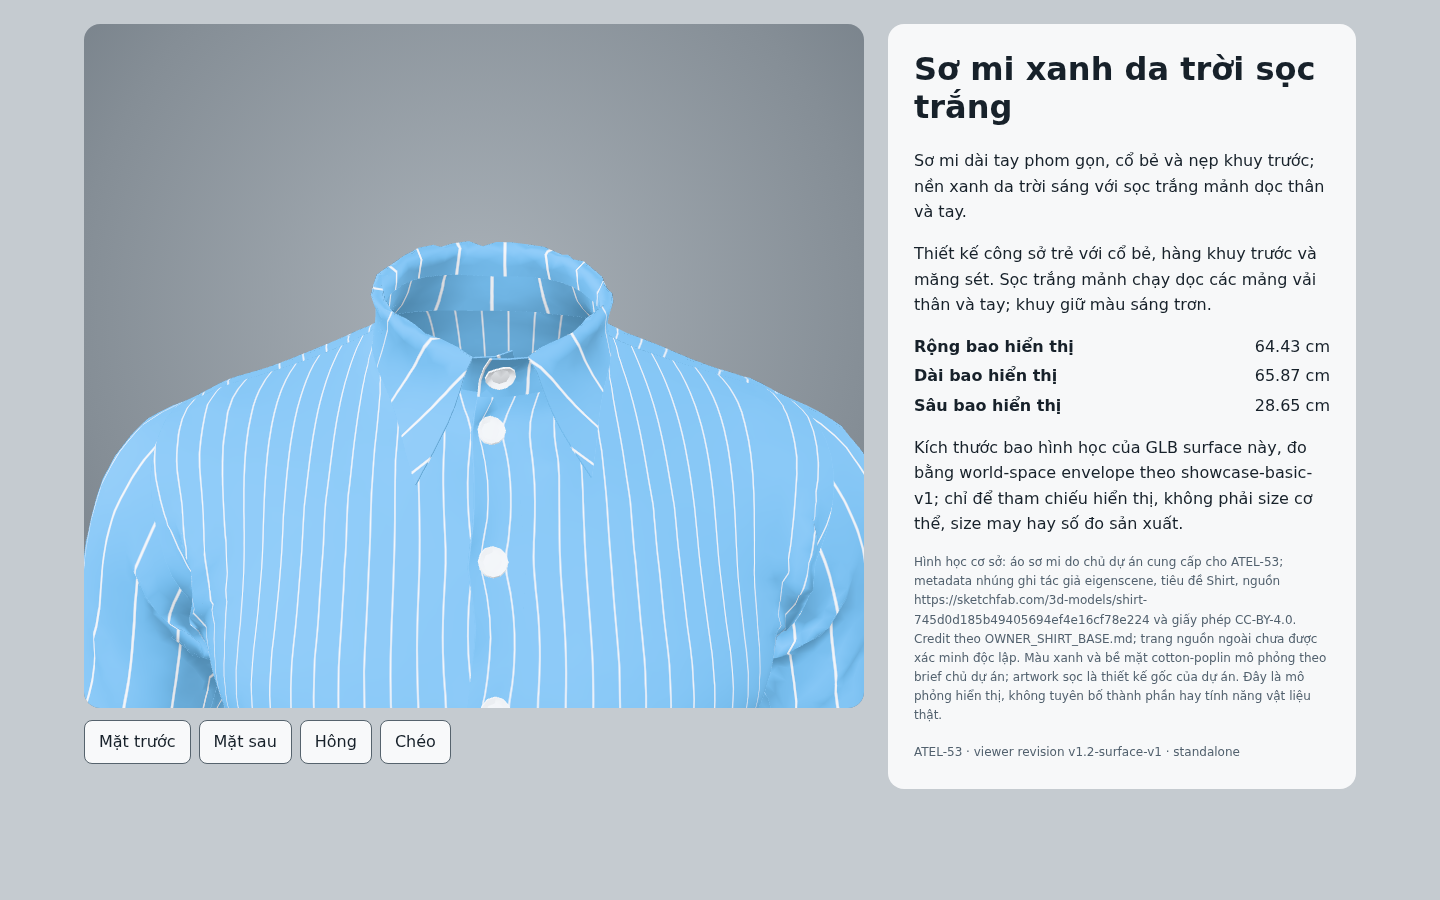 Sơ mi xanh da trời sọc
trắng
Sơ mi dài tay phom gọn, cổ bẻ và nẹp khuy trước;
nền xanh da trời sáng với sọc trắng mảnh dọc thân
và tay.
Thiết kế công sở trẻ với cổ bẻ, hàng khuy trước và
măng sét. Sọc trắng mảnh chạy dọc các mảng vải
thân và tay; khuy giữ màu sáng trơn.
Rộng bao hiển thị 64.43 cm
Dài bao hiển thị 65.87 cm
Sâu bao hiển thị 28.65 cm
Kích thước bao hình học của GLB surface này, đo
bằng world-space envelope theo showcase-basic-
v1; chỉ để tham chiếu hiển thị, không phải size cơ
thể, size may hay số đo sản xuất.
Hình học cơ sở: áo sơ mi do chủ dự án cung cấp cho ATEL-53;
metadata nhúng ghi tác giả eigenscene, tiêu đề Shirt, nguồn
https://sketchfab.com/3d-models/shirt-
745d0d185b49405694ef4e16cf78e224 và giấy phép CC-BY-4.0.
Credit theo OWNER_SHIRT_BASE.md; trang nguồn ngoài chưa được
xác minh độc lập. Màu xanh và bề mặt cotton-poplin mô phỏng theo
brief chủ dự án; artwork sọc là thiết kế gốc của dự án. Đây là mô
phỏng hiển thị, không tuyên bố thành phần hay tính năng vật liệu
thật.
ATEL-53 · viewer revision v1.2-surface-v1 · standalone
Mặt trước
Mặt sau
Hông
Chéo